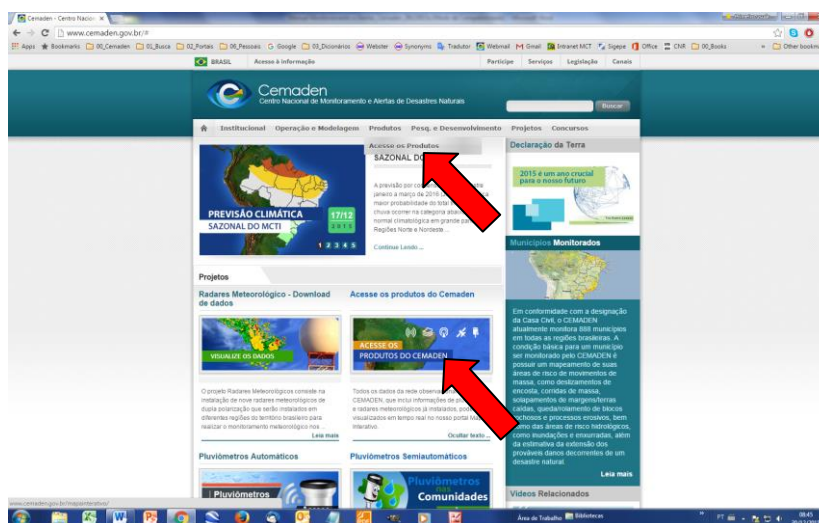 Cemaden - Centro Nacio
www.cemaden.gov.br/#
Apps Bookmarks 00_Cemaden 01_Busca 02_Portais 06_Pessoais Google 03_Dicionários Webster Synonyms Tradutor Webmail Gmail Intranet MCT Sigepe Office CNR 00_Books » Other bookm
BRASIL Acesso à informação Participe Serviços Legislação Canais
Cemaden
Centro Nacional de Monitoramento e Alertas de Desastres Naturais
Buscar
Institucional Operação e Modelagem Produtos Pesq. e Desenvolvimento Projetos Concursos
Acesse os Produtos
SAZONAL DO
A previsão por
janeiro a março de 2016
maior probabilidade do total
chuva ocorrer na categoria
normal climatológica em grande
Regiões Norte e Nordeste ...
Continue Lendo ...
PREVISÃO CLIMÁTICA
SAZONAL DO MCTI
17/12
2015
1 2 3 4 5
Declaração da Terra
2015 é um ano crucial
para o nosso futuro
Municípios Monitorados
Em conformidade com a designação
da Casa Civil, o CEMADEN
atualmente monitora 888 municípios
em todas as regiões brasileiras. A
condição básica para um município
ser monitorado pelo CEMADEN é
possuir um mapeamento de suas
áreas de risco de movimentos de
massa, como deslizamentos de
encosta, corridas de massa,
solapamentos de margens/terras
caídas, queda/rolamento de blocos
rochosos e processos erosivos, bem
como das áreas de risco hidrológicos,
como inundações e enxurradas, além
da estimativa da extensão dos
prováveis danos decorrentes de um
desastre natural.
Leia mais
Videos Relacionados
Projetos
Radares Meteorológico - Download
de dados
VISUALIZE OS DADOS
O projeto Radares Meteorológicos consiste na
instalação de nove radares meteorológicos de
dupla polarização que serão instalados em
diferentes regiões do território brasileiro para
realizar o monitoramento meteorológico nos ...
Leia mais
Acesse os produtos do Cemaden
ACESSE OS
PRODUTOS DO CEMADEN
Todos os dados da rede
CEMADEN, que inclui informações de
e radares meteorológicos já instalados,
visualizados em tempo real no nosso portal
Interativo.
Ocultar texto ...
Pluviômetros Automáticos
Pluviômetros
Pluviômetros Semiautomáticos
Pluviômetros
nas
Comunidades
www.cemaden.gov.br/mapainterativo/
Área de Trabalho Bibliotecas » PT 08:45